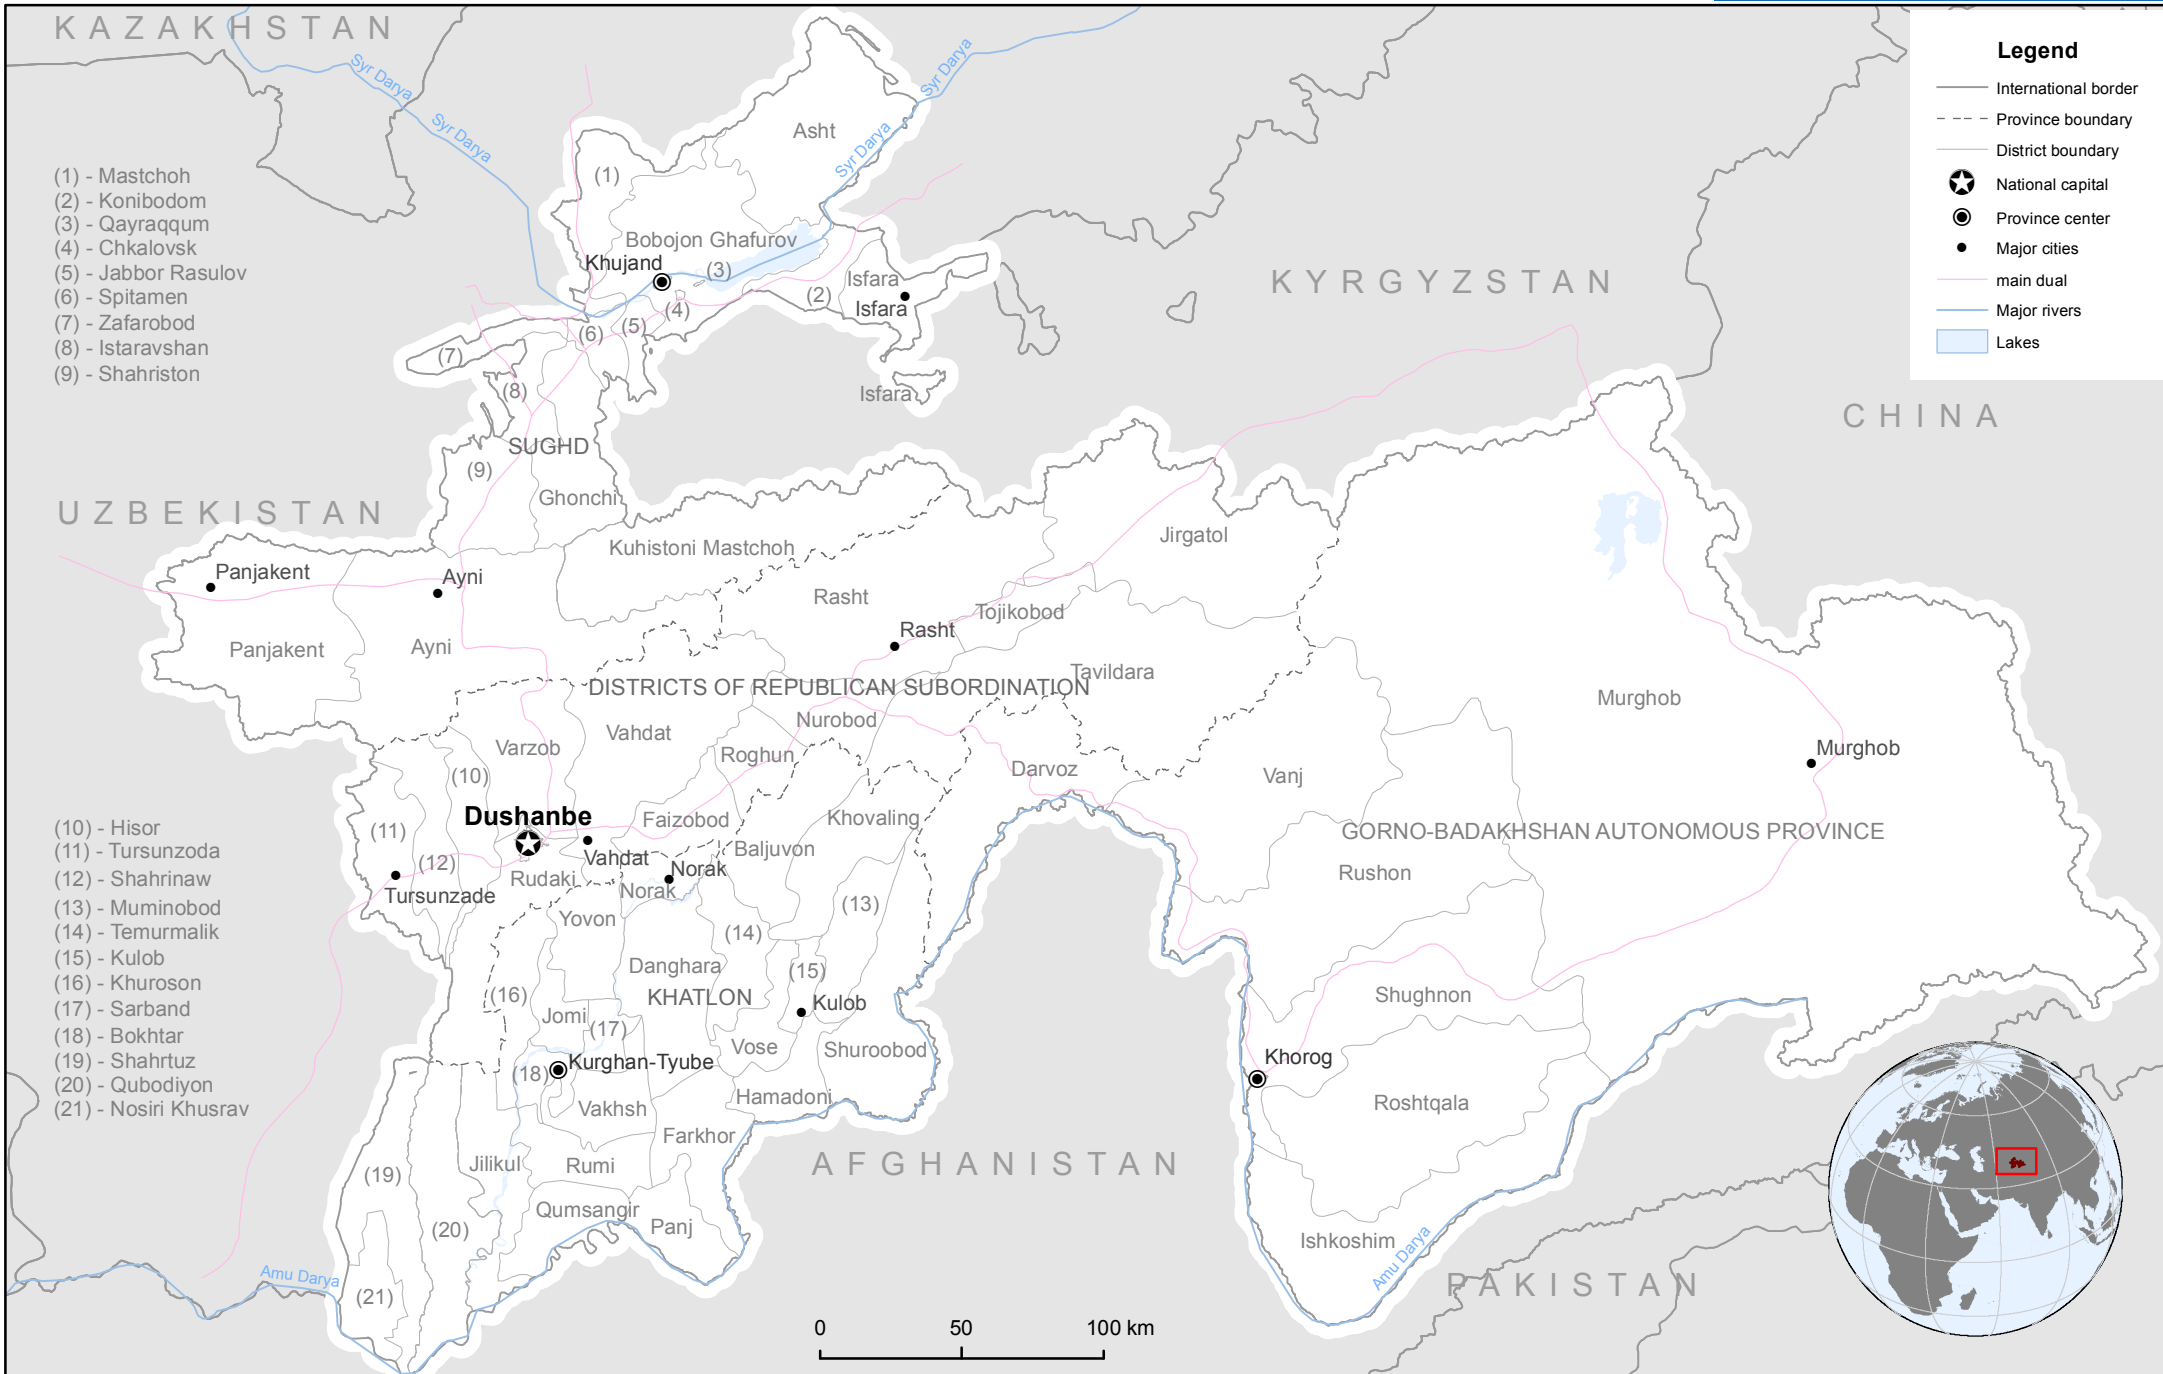 KAZAKHSTAN
Syr Darya
Syr Darya
Syr Darya
Syr Darya
Legend
International border
Province boundary
District boundary
National capital
Province center
Major cities
main dual
Major rivers
Lakes
(1) - Mastchoh
(2) - Konibodom
(3) - Qayraqqum
(4) - Chkalovsk
(5) - Jabbor Rasulov
(6) - Spitamen
(7) - Zafarobod
(8) - Istaravshan
(9) - Shahriston
Asht
(1)
Bobojon Ghafurov
Khujand
(3)
Isfara
(2)
Isfara
(4)
(5)
(6)
(7)
(8)
Isfara
KYRGYZSTAN
CHINA
SUGHD
(9)
Ghonchi
UZBEKISTAN
Kuhistoni Mastchoh
Jirgatol
Panjakent
Ayni
Rasht
Tojikobod
Rasht
Panjakent
Ayni
Tavildara
DISTRICTS OF REPUBLICAN SUBORDINATION
Murghob
Nurobod
Vahdat
Varzob
Roghun
Murghob
Darvoz
Vanj
(10)
Dushanbe
Faizobod
Khovaling
(11)
GORNO-BADAKHSHAN AUTONOMOUS PROVINCE
Baljuvon
Vahdat
(12)
Norak
Rushon
Rudaki
Norak
Tursunzade
(13)
Yovon
(14)
(10) - Hisor
(11) - Tursunzoda
(12) - Shahrinaw
(13) - Muminobod
(14) - Temurmalik
(15) - Kulob
(16) - Khuroson
(17) - Sarband
(18) - Bokhtar
(19) - Shahrtuz
(20) - Qubodiyon
(21) - Nosiri Khusrav
Danghara
(15)
(16)
KHATLON
Kulob
Shughnon
Jomi
(17)
Vose
Shuroobod
Khorog
Kurghan-Tyube
(18)
Hamadoni
Roshtqala
Vakhsh
Farkhor
AFGHANISTAN
Jilikul
Rumi
(19)
Qumsangir
Panj
(20)
Ishkoshim
Amu Darya
Amu Darya
PAKISTAN
(21)
0
50
100 km